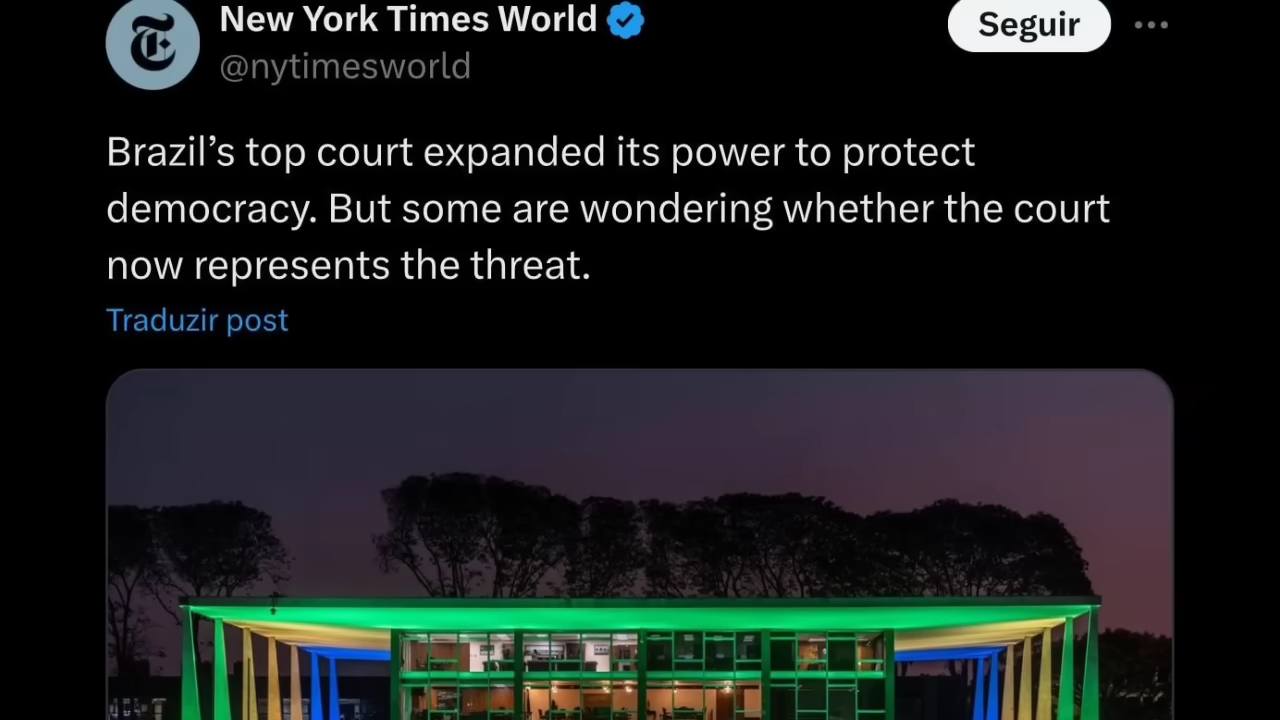 New York Times World
Seguir
@nytimesworld
Brazil’s top court expanded its power to protect
democracy. But some are wondering whether the court
now represents the threat.
Traduzir post